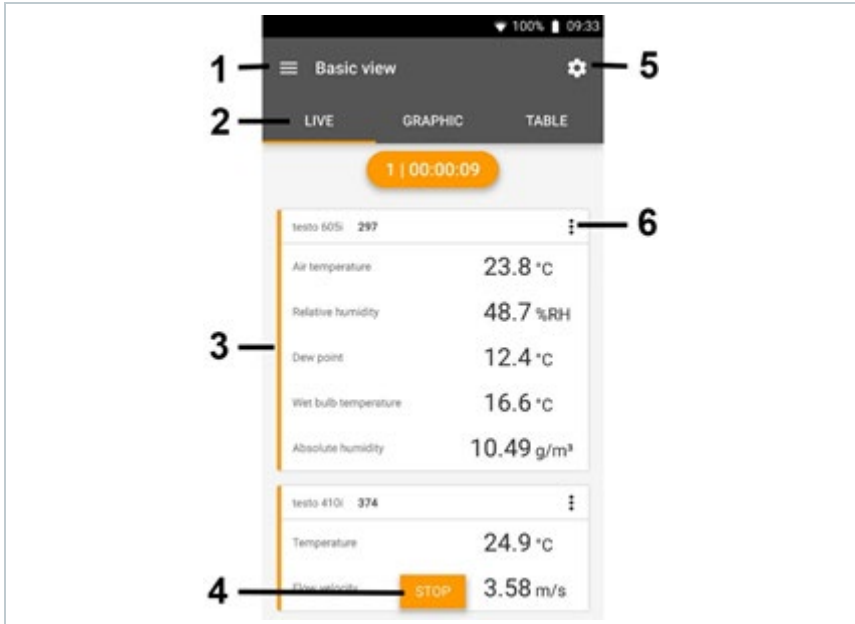 100% 09:33
1 Basic view 5
2 LIVE GRAPHIC TABLE
1 | 00:00:09
testo 605i 297 6
Air temperature 23.8 °C
Relative humidity 48.7 %RH
3
Dew point 12.4 °C
Wet bulb temperature 16.6 °C
Absolute humidity 10.49 g/m³
testo 410i 374
Temperature 24.9 °C
4 Flow velocity STOP 3.58 m/s